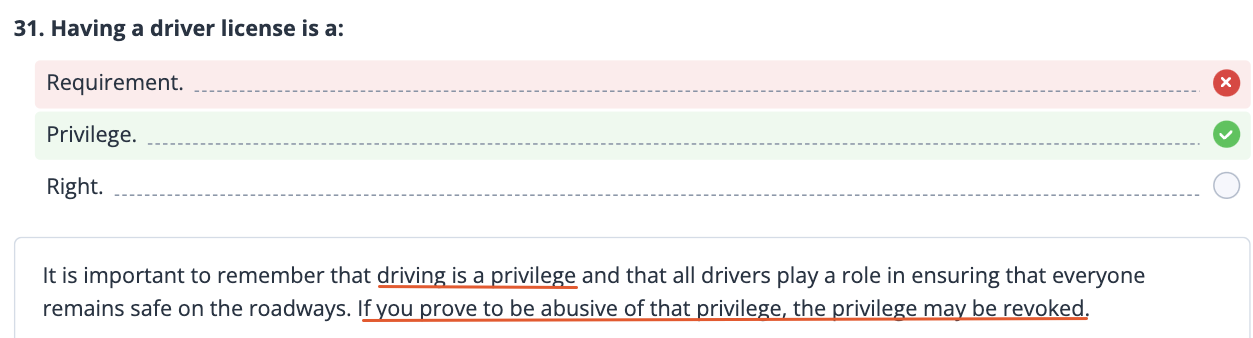 31. Having a driver license is a:
Requirement.
Privilege.
Right.
It is important to remember that driving is a privilege and that all drivers play a role in ensuring that everyone
remains safe on the roadways. If you prove to be abusive of that privilege, the privilege may be revoked.